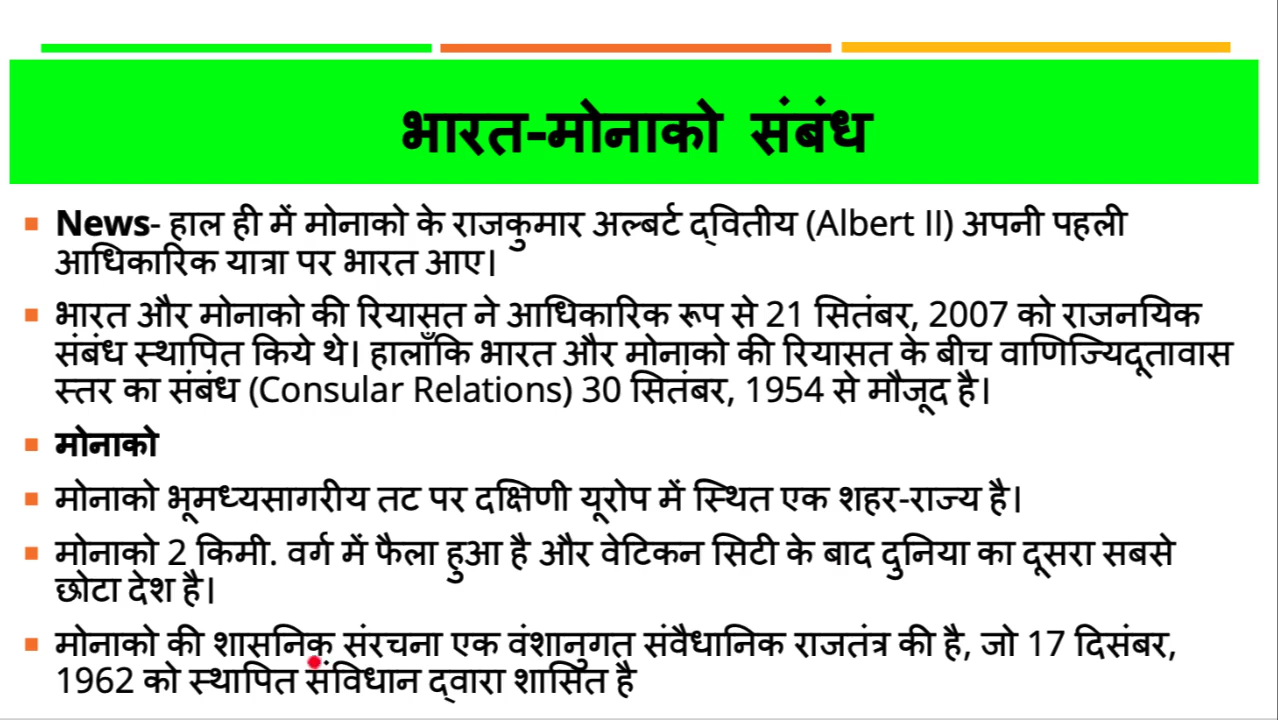 भारत-मोनाको संबंध
News- हाल ही में मोनाको के राजकुमार अल्बर्ट द्वितीय (Albert II) अपनी पहली
आधिकारिक यात्रा पर भारत आए।
भारत और मोनाको की रियासत ने आधिकारिक रूप से 21 सितंबर, 2007 को राजनयिक
संबंध स्थापित किये थे। हालाँकि भारत और मोनाको की रियासत के बीच वाणिज्यिदूतावास
स्तर का संबंध (Consular Relations) 30 सितंबर, 1954 से मौजूद है।
मोनाको
मोनाको भूमध्यसागरीय तट पर दक्षिणी यूरोप में स्थित एक शहर-राज्य है।
मोनाको 2 किमी. वर्ग में फैला हुआ है और वेटिकन सिटी के बाद दुनिया का दूसरा सबसे
छोटा देश है।
मोनाको की शासनिक संरचना एक वंशानुगत संवैधानिक राजतंत्र की है, जो 17 दिसंबर,
1962 को स्थापित संविधान द्वारा शासित है